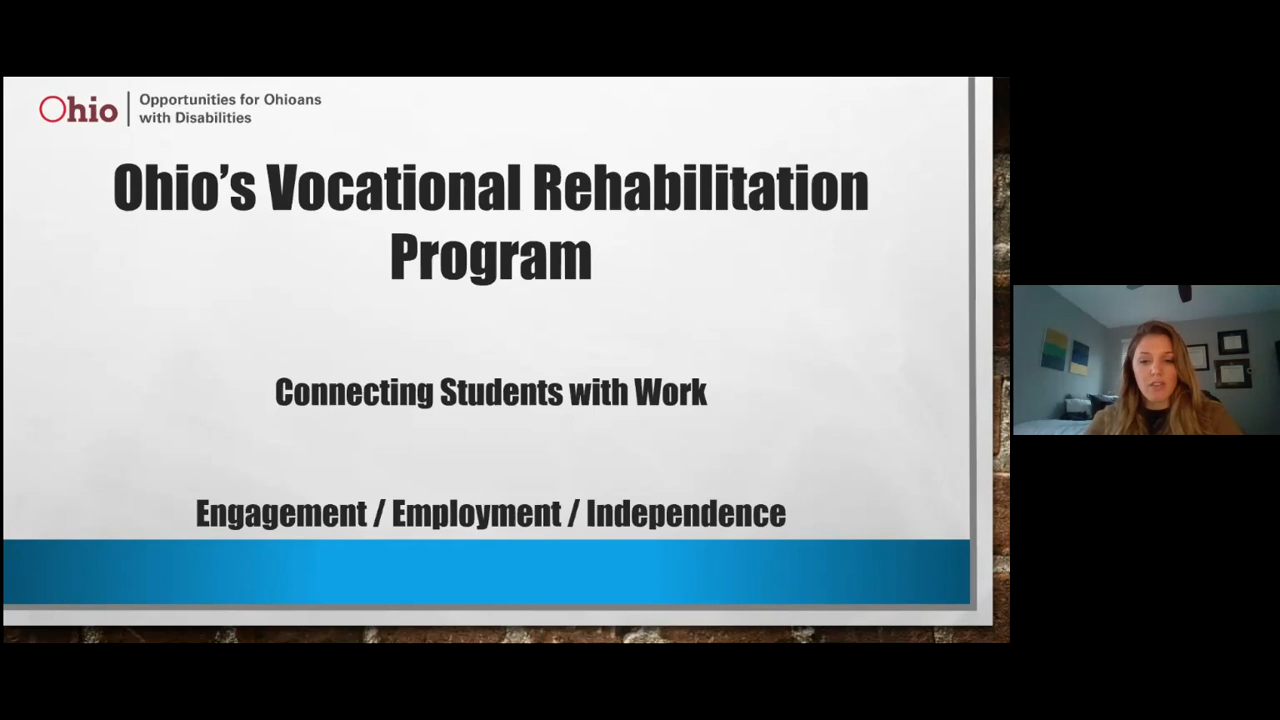 Ohio
Opportunities for Ohioans
with Disabilities
Ohio’s Vocational Rehabilitation
Program
Connecting Students with Work
Engagement / Employment / Independence